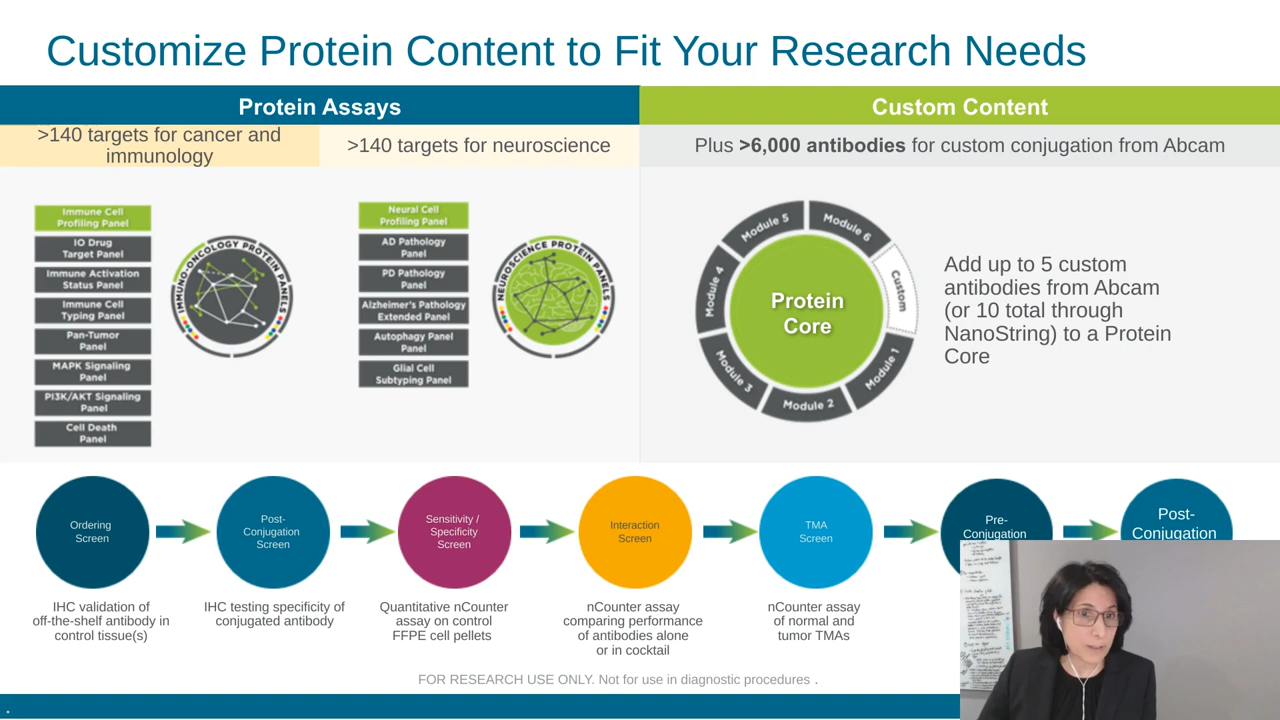 Customize Protein Content to Fit Your Research Needs
Protein Assays
Custom Content
>140 targets for cancer and
immunology
>140 targets for neuroscience
Plus >6,000 antibodies for custom conjugation from Abcam
Immune Cell
Profiling Panel
IO Drug
Target Panel
Immune Activation
Status Panel
Immune Cell
Typing Panel
Pan-Tumor
Panel
MAPK Signaling
Panel
PI3K/AKT Signaling
Panel
Cell Death
Panel
IMMUNO-ONCOLOGY PROTEIN PANELS
Neural Cell
Profiling Panel
AD Pathology
Panel
PD Pathology
Panel
Alzheimer's Pathology
Extended Panel
Autophagy Panel
Panel
Glial Cell
Subtyping Panel
NEUROSCIENCE PROTEIN PANELS
Module 5
Module 6
Custom
Module 1
Module 2
Module 3
Module 4
Protein
Core
Add up to 5 custom
antibodies from Abcam
(or 10 total through
NanoString) to a Protein
Core
Ordering
Screen
Post-
Conjugation
Screen
Sensitivity /
Specificity
Screen
Interaction
Screen
TMA
Screen
Pre-
Conjugation
Post-
Conjugation
IHC validation of
off-the-shelf antibody in
control tissue(s)
IHC testing specificity of
conjugated antibody
Quantitative nCounter
assay on control
FFPE cell pellets
nCounter assay
comparing performance
of antibodies alone
or in cocktail
nCounter assay
of normal and
tumor TMAs
FOR RESEARCH USE ONLY. Not for use in diagnostic procedures .